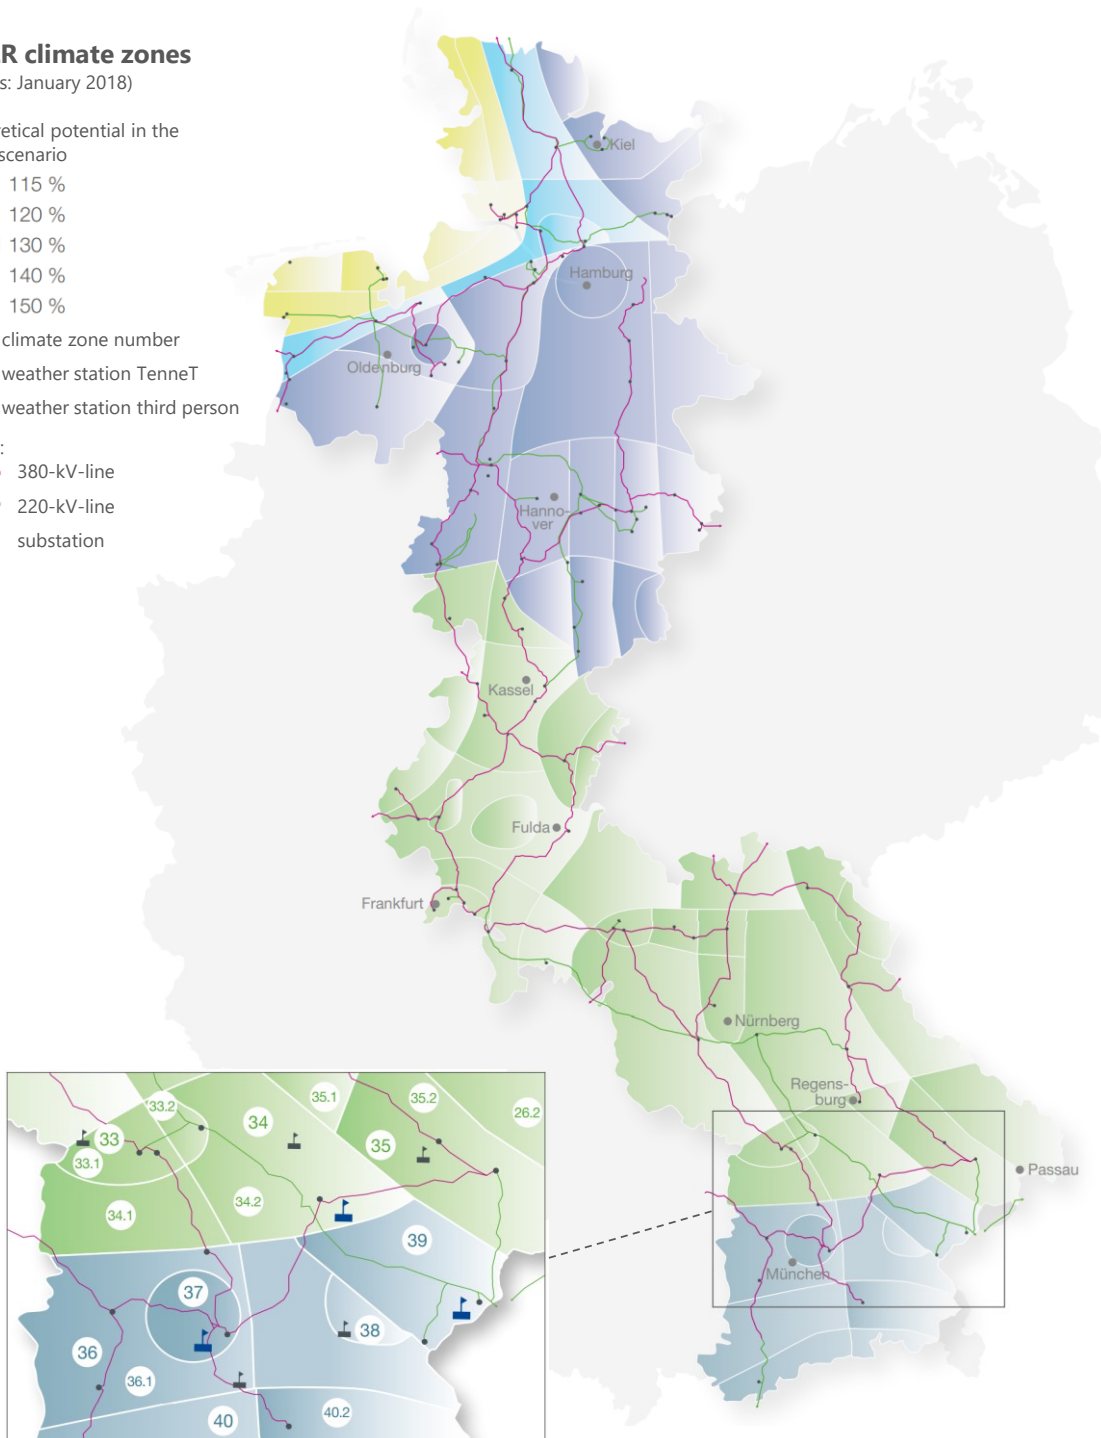 R climate zones
s: January 2018)
retical potential in the
scenario
115 %
120 %
130 %
140 %
150 %
climate zone number
weather station TenneT
weather station third person
:
380-kV-line
220-kV-line
substation
Kiel
Hamburg
Oldenburg
Hanno-
ver
Kassel
Fulda
Frankfurt
Nürnberg
Regens-
burg
Passau
München
33.2
35.1
35.2
26.2
33
34
35
33.1
34.1
34.2
39
37
38
36
36.1
40
40.2